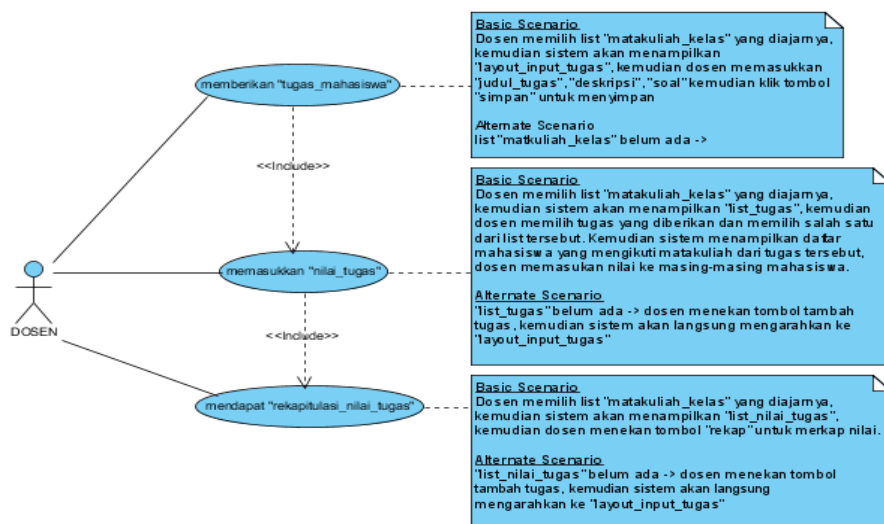 Basic Scenario
Dosen memilih list "matakuliah_kelas" yang diajarnya,
kemudian sistem akan menampilkan
"layout_input_tugas", kemudian dosen memasukkan
"judul_tugas","deskripsi","soal" kemudian klik tombol
"simpan" untuk menyimpan
Alternate Scenario
list "matkuliah_kelas" belum ada ->
memberikan "tugas_mahasiswa"
<<Include>>
Basic Scenario
Dosen memilih list "matakuliah_kelas" yang diajarnya,
kemudian sistem akan menampilkan "list_tugas", kemudian
dosen memilih tugas yang diberikan dan memilih salah satu
dari list tersebut. Kemudian sistem menampilkan daftar
mahasiswa yang mengikuti matakuliah dari tugas tersebut,
dosen memasukan nilai ke masing-masing mahasiswa.
Alternate Scenario
"list_tugas" belum ada -> dosen menekan tombol tambah
tugas, kemudian sistem akan langsung mengarahkan ke
"layout_input_tugas"
memasukkan "nilai_tugas"
DOSEN
<<Include>>
Basic Scenario
Dosen memilih list "matakuliah_kelas" yang diajarnya,
kemudian sistem akan menampilkan "list_nilai_tugas",
kemudian dosen menekan tombol "rekap" untuk merkap nilai.
Alternate Scenario
"list_nilai_tugas" belum ada -> dosen menekan tombol
tambah tugas, kemudian sistem akan langsung
mengarahkan ke "layout_input_tugas"
mendapat "rekapitulasi_nilai_tugas"